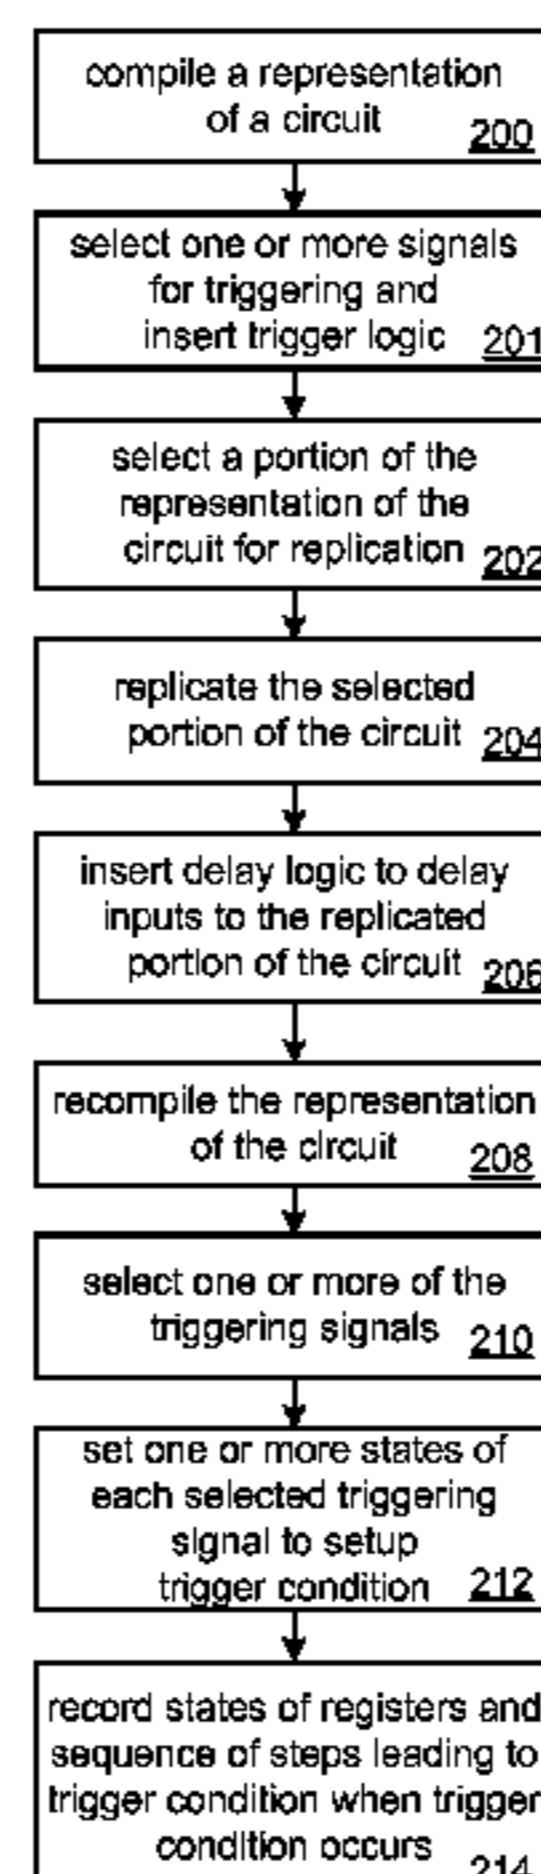 compile a representation
of a circuit 200
select one or more signals
for triggering and
insert trigger logic 201
select a portion of the
representation of the
circuit for replication 202
replicate the selected
portion of the circuit 204
insert delay logic to delay
inputs to the replicated
portion of the circuit 206
recompile the representation
of the circuit 208
select one or more of the
triggering signals 210
set one or more states of
each selected triggering
signal to setup
trigger condition 212
record states of registers and
sequence of steps leading to
trigger condition when trigger
condition occurs 214